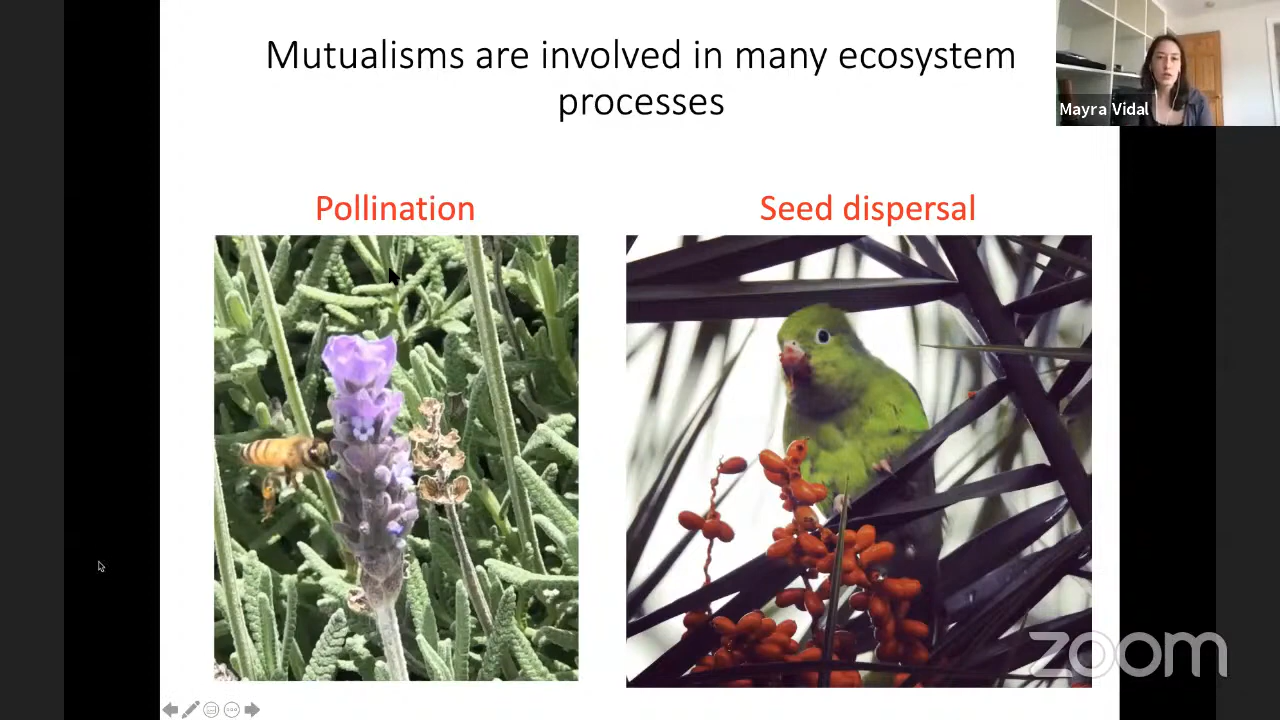 Mutualisms are involved in many ecosystem
processes
Mayra Vidal
Pollination
Seed dispersal
zoom